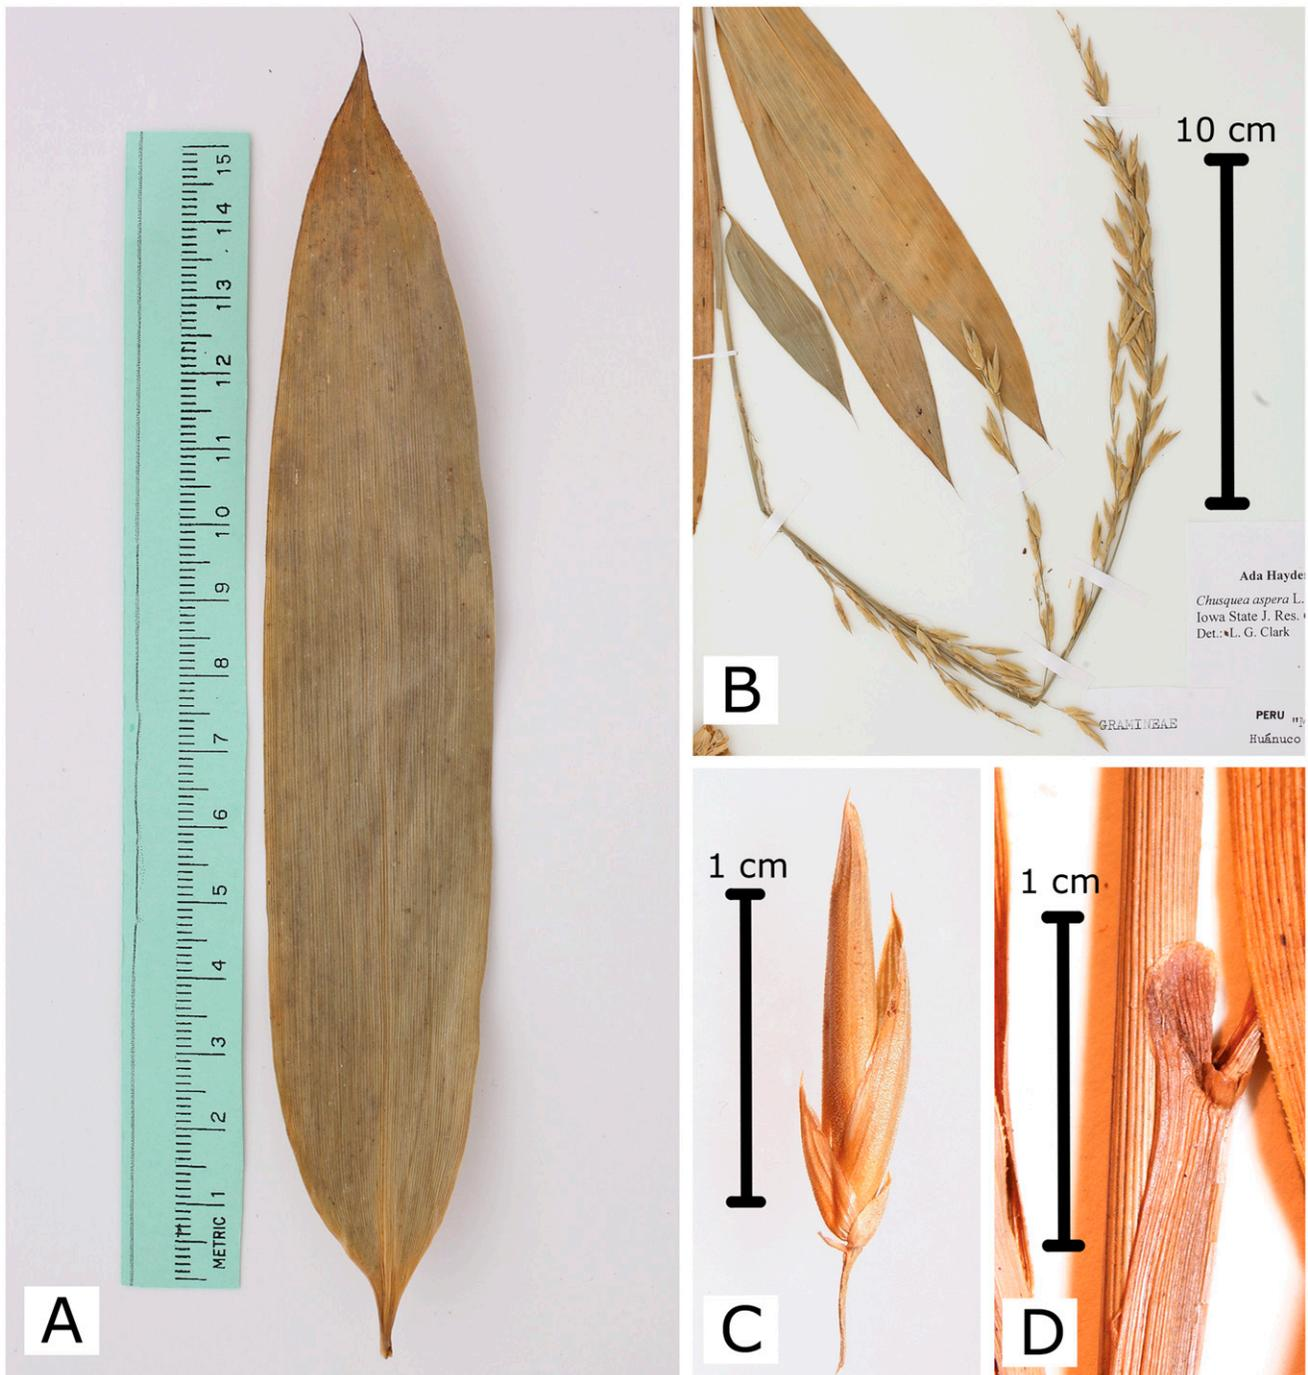 15
14
13
12
11
10
9
8
7
6
5
4
3
2
1
METRIC
A
10 cm
Ada Hayde
Chusquea aspera L.
Iowa State J. Res.
Det.: L. G. Clark
B
GRAMINEAE
PERU "M
Huánuco
1 cm
C
1 cm
D